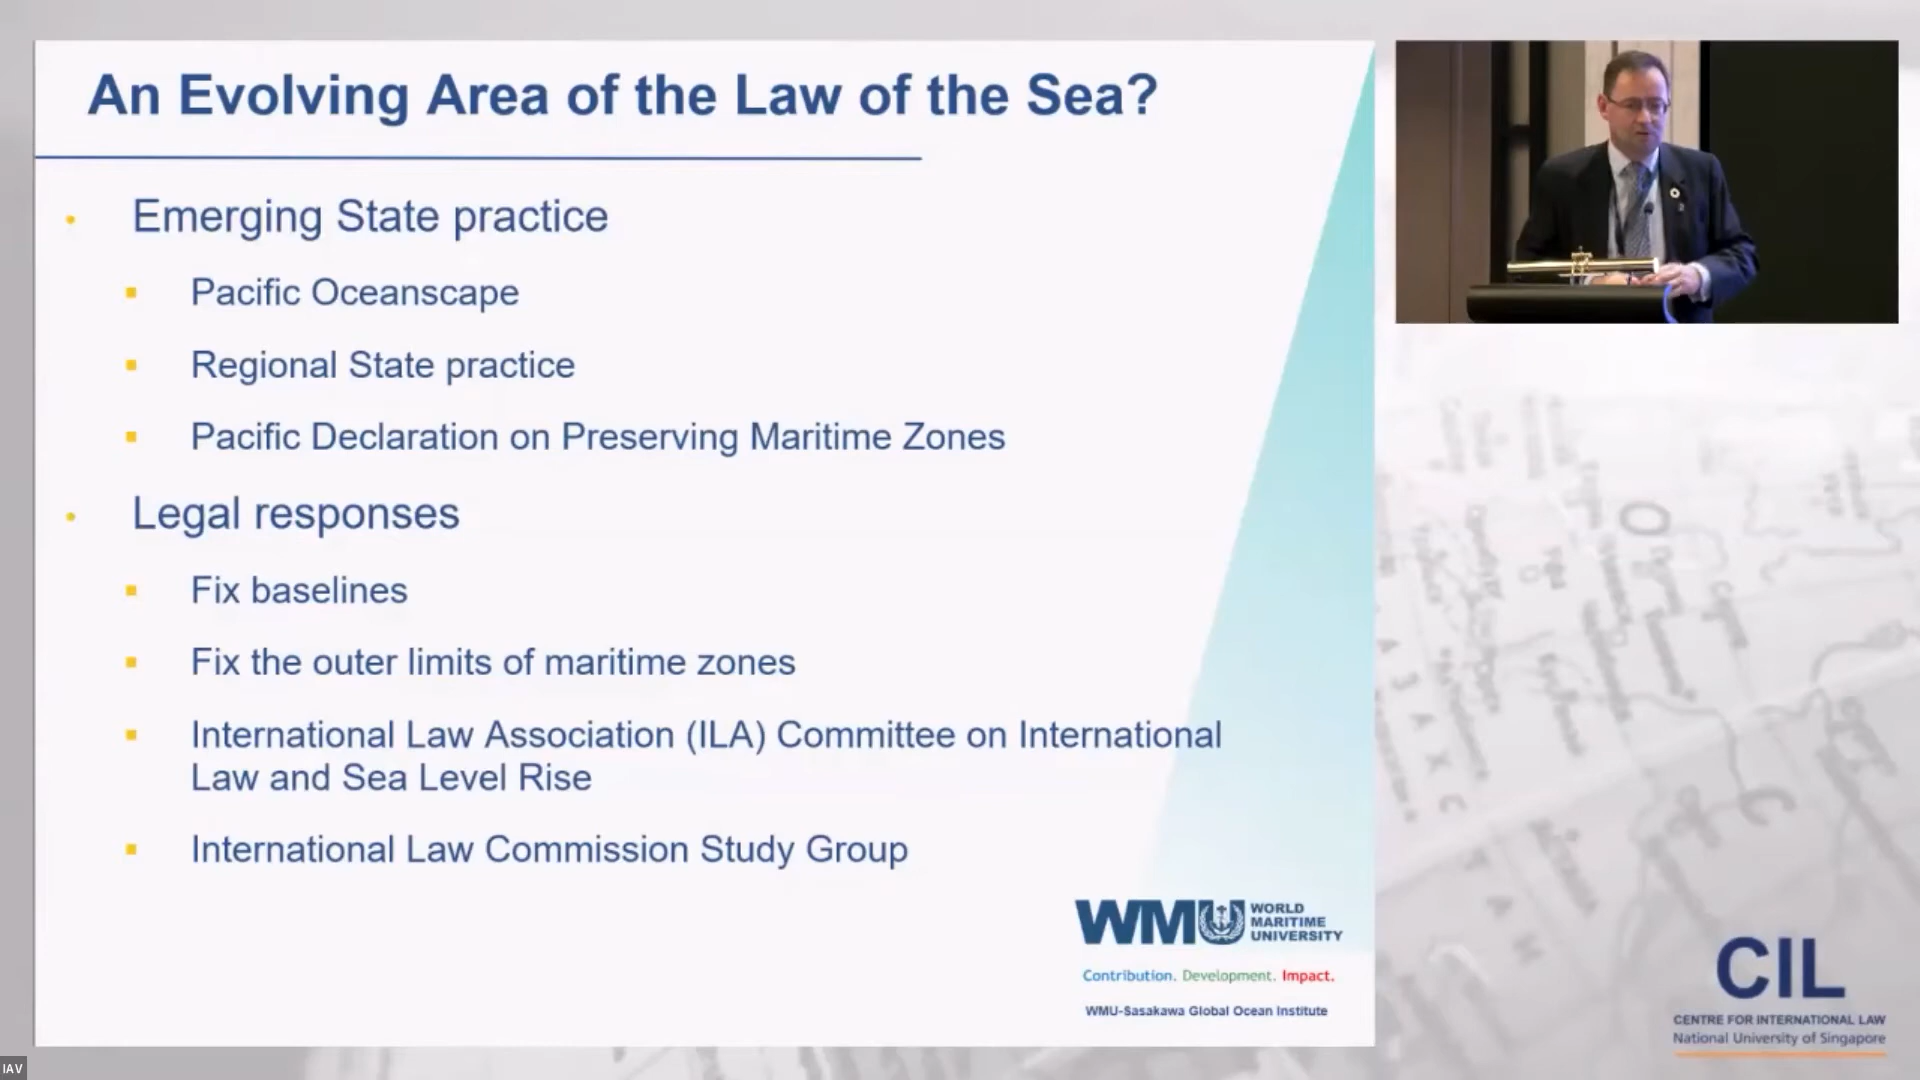 An Evolving Area of the Law of the Sea?
Emerging State practice
Pacific Oceanscape
Regional State practice
Pacific Declaration on Preserving Maritime Zones
Legal responses
Fix baselines
Fix the outer limits of maritime zones
International Law Association (ILA) Committee on International
Law and Sea Level Rise
International Law Commission Study Group
WMU WORLD
MARITIME
UNIVERSITY
Contribution. Development. Impact.
WMU-Sasakawa Global Ocean Institute
CIL
CENTRE FOR INTERNATIONAL LAW
National University of Singapore
IAV